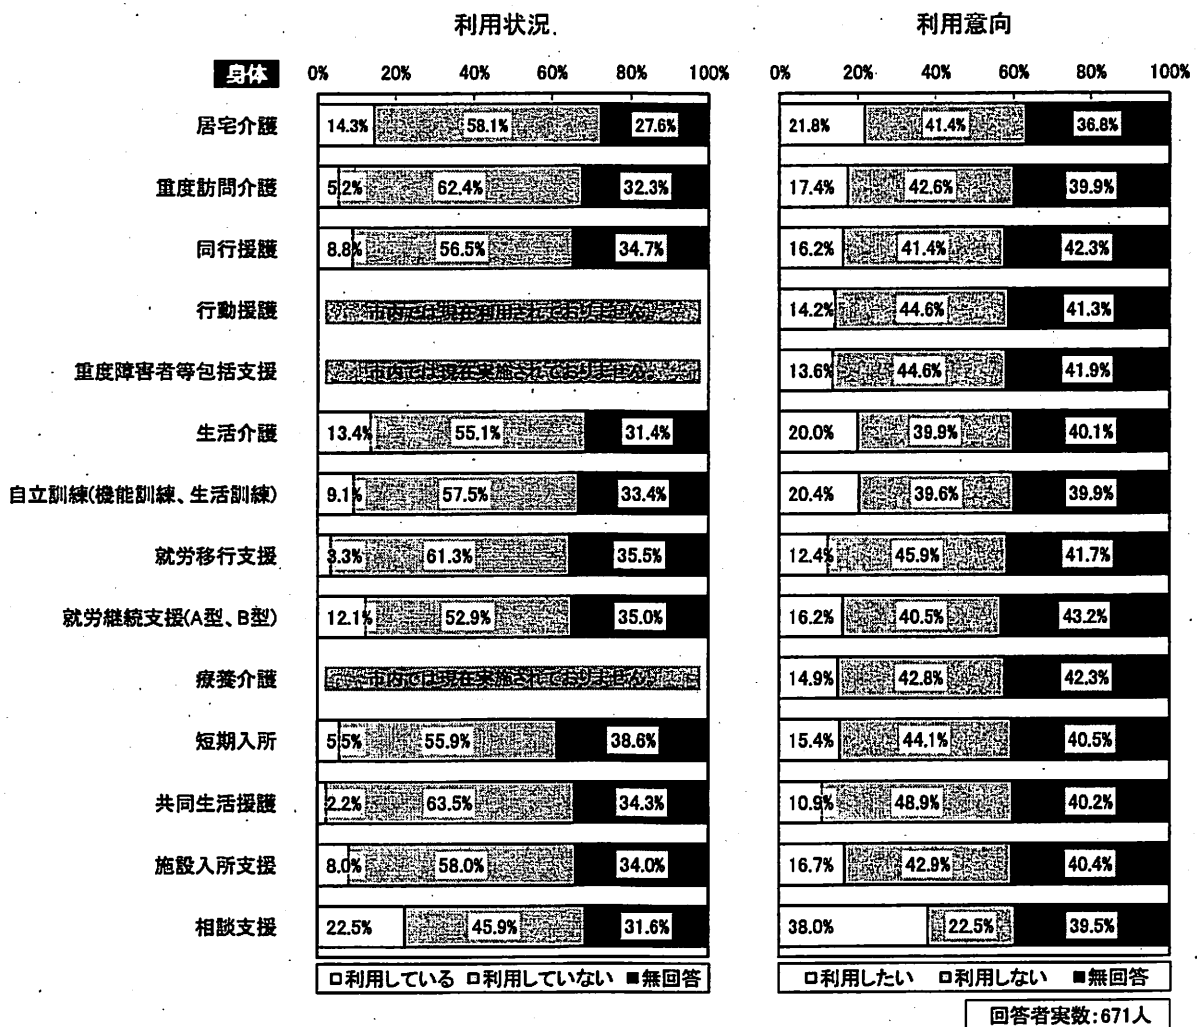 利用状況.
利用意向
身体
0% 20% 40% 60% 80% 100%
0% 20% 40% 60% 80% 100%
居宅介護 14.3% 58.1% 27.6% 21.8% 41.4% 36.8%
重度訪問介護 5.2% 62.4% 32.3% 17.4% 42.6% 39.9%
同行援護 8.8% 56.5% 34.7% 16.2% 41.4% 42.3%
行動援護 市内では現在利用されておりません。 14.2% 44.6% 41.3%
重度障害者等包括支援 市内では現在実施されておりません。 13.6% 44.6% 41.9%
生活介護 13.4% 55.1% 31.4% 20.0% 39.9% 40.1%
自立訓練(機能訓練、生活訓練) 9.1% 57.5% 33.4% 20.4% 39.6% 39.9%
就労移行支援 3.3% 61.3% 35.5% 12.4% 45.9% 41.7%
就労継続支援(A型、B型) 12.1% 52.9% 35.0% 16.2% 40.5% 43.2%
療養介護 市内では現在実施されておりません。 14.9% 42.8% 42.3%
短期入所 5.5% 55.9% 38.6% 15.4% 44.1% 40.5%
共同生活援護 2.2% 63.5% 34.3% 10.9% 48.9% 40.2%
施設入所支援 8.0% 58.0% 34.0% 16.7% 42.9% 40.4%
相談支援 22.5% 45.9% 31.6% 38.0% 22.5% 39.5%
□利用している □利用していない ■無回答
□利用したい □利用しない ■無回答
回答者実数:671人